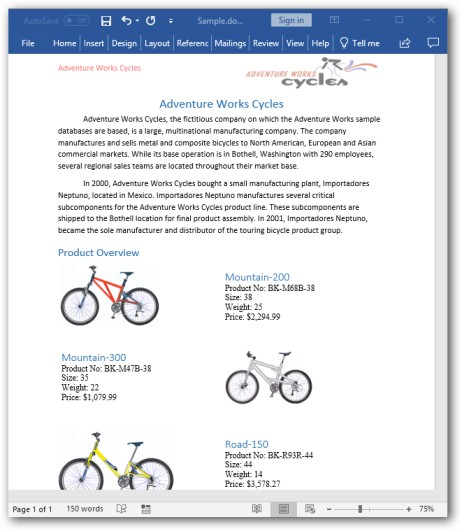 AutoSave Off Sample.do... Sign in
File Home Insert Design Layout Referenc Mailings Review View Help Tell me
Adventure Works Cycles
ADVENTURE WORKS
cycles
Adventure Works Cycles
Adventure Works Cycles, the fictitious company on which the Adventure Works sample
databases are based, is a large, multinational manufacturing company. The company
manufactures and sells metal and composite bicycles to North American, European and Asian
commercial markets. While its base operation is in Bothell, Washington with 290 employees,
several regional sales teams are located throughout their market base.
In 2000, Adventure Works Cycles bought a small manufacturing plant, Importadores
Neptuno, located in Mexico. Importadores Neptuno manufactures several critical
subcomponents for the Adventure Works Cycles product line. These subcomponents are
shipped to the Bothell location for final product assembly. In 2001, Importadores Neptuno,
became the sole manufacturer and distributor of the touring bicycle product group.
Product Overview
Mountain-200
Product No: BK-M68B-38
Size: 38
Weight: 25
Price: $2,294.99
Mountain-300
Product No: BK-M47B-38
Size: 35
Weight: 22
Price: $1,079.99
Road-150
Product No: BK-R93R-44
Size: 44
Weight: 14
Price: $3,578.27
Page 1 of 1 150 words 75%